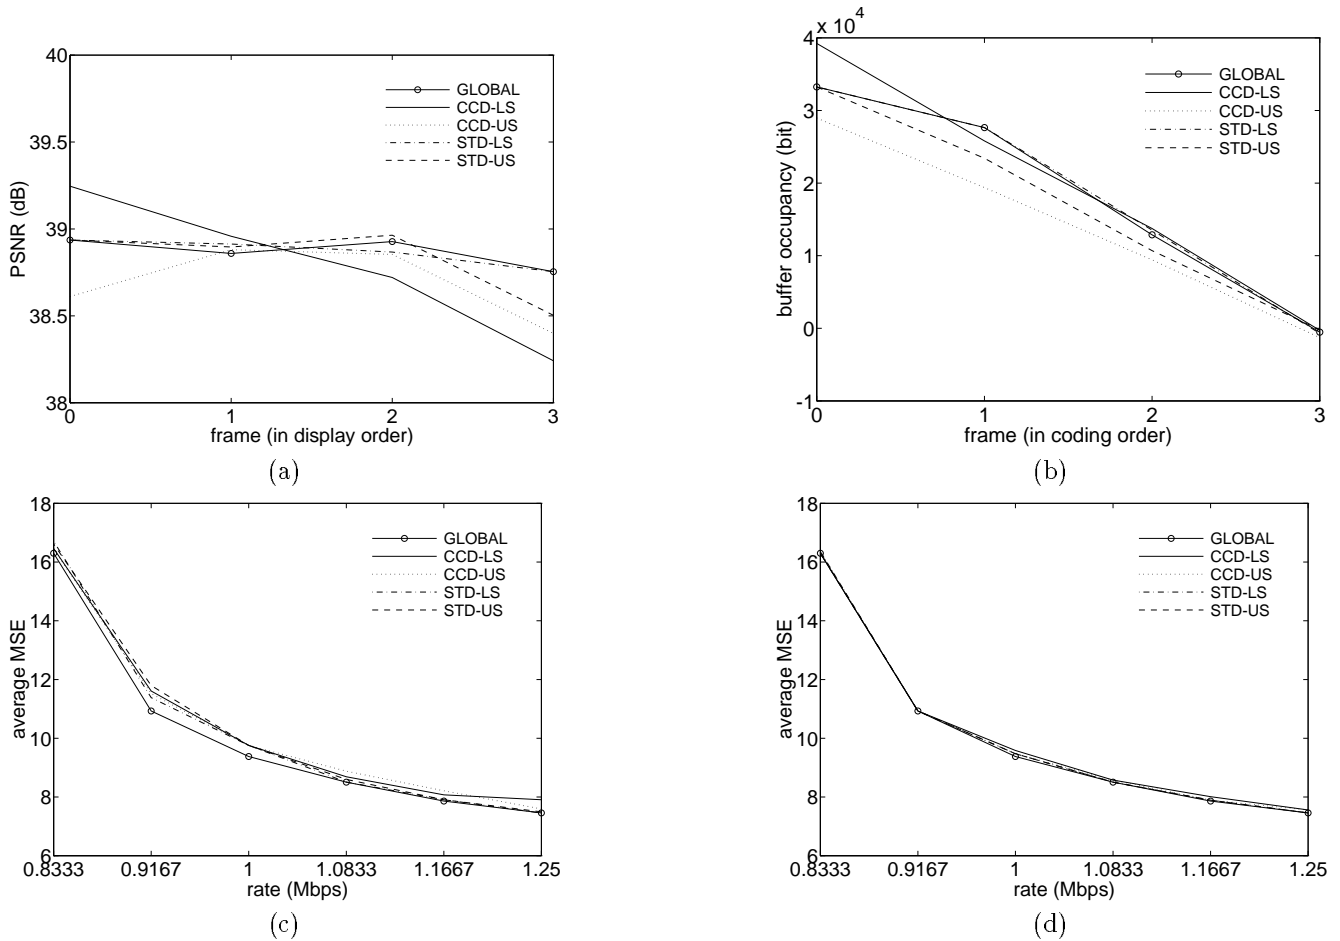 40
39.5
39
38.5
38
PSNR (dB)
GLOBAL
CCD-LS
CCD-US
STD-LS
STD-US
0 1 2 3
frame (in display order)
(a)
x 10^4
4
3
2
1
0
-1
buffer occupancy (bit)
GLOBAL
CCD-LS
CCD-US
STD-LS
STD-US
0 1 2 3
frame (in coding order)
(b)
18
16
14
12
10
8
6
average MSE
GLOBAL
CCD-LS
CCD-US
STD-LS
STD-US
0.8333 0.9167 1 1.0833 1.1667 1.25
rate (Mbps)
(c)
18
16
14
12
10
8
6
average MSE
GLOBAL
CCD-LS
CCD-US
STD-LS
STD-US
0.8333 0.9167 1 1.0833 1.1667 1.25
rate (Mbps)
(d)